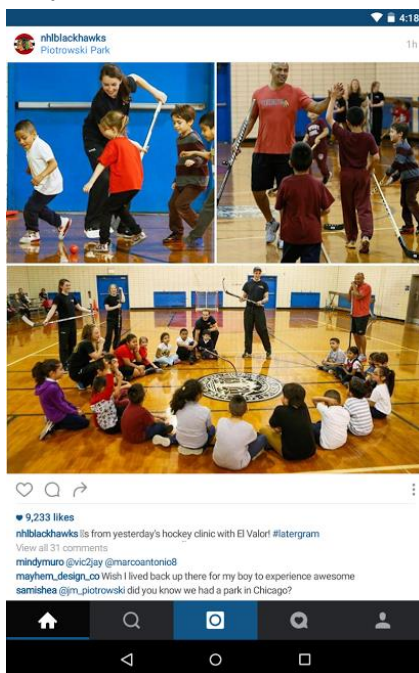 4:18
nhlblackhawks
Piotrowski Park
1h
9,233 likes
nhlblackhawks from yesterday's hockey clinic with El Valor! #latergram
View all 31 comments
mindymuro @vic2jay @marcoantonio8
mayhem_design_co Wish I lived back up there for my boy to experience awesome
samishea @jm_piotrowski did you know we had a park in Chicago?